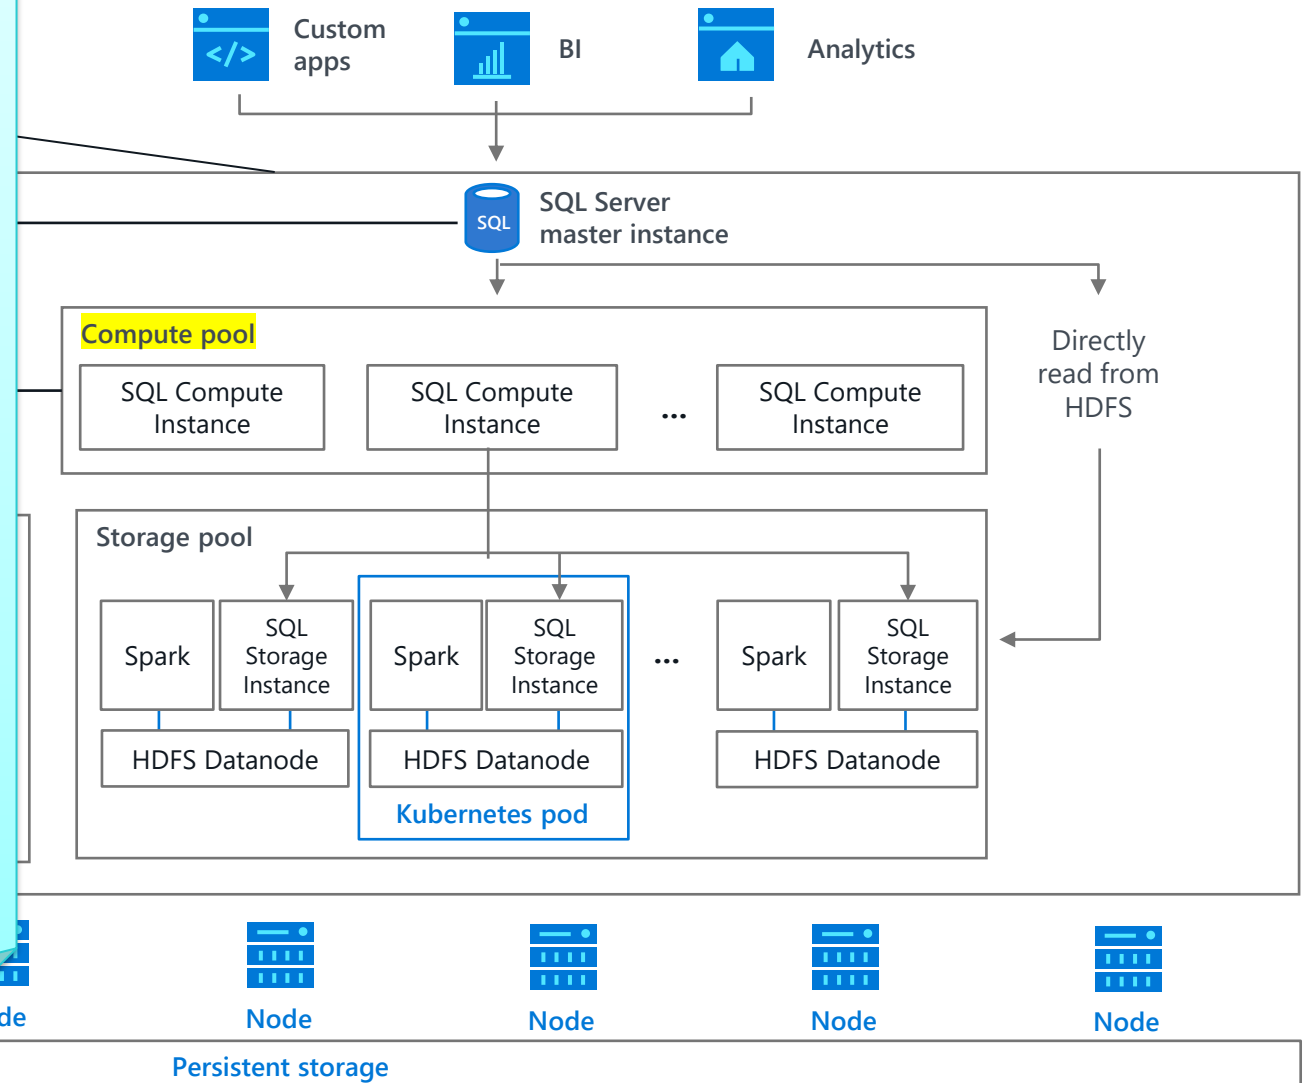 Custom
apps
BI
Analytics
</>
SQL
SQL Server
master instance
Compute pool
SQL Compute
Instance
SQL Compute
Instance
...
SQL Compute
Instance
Directly
read from
HDFS
Storage pool
Spark
SQL
Storage
Instance
HDFS Datanode
Spark
SQL
Storage
Instance
HDFS Datanode
Kubernetes pod
...
Spark
SQL
Storage
Instance
HDFS Datanode
de
Node
Node
Node
Node
Persistent storage